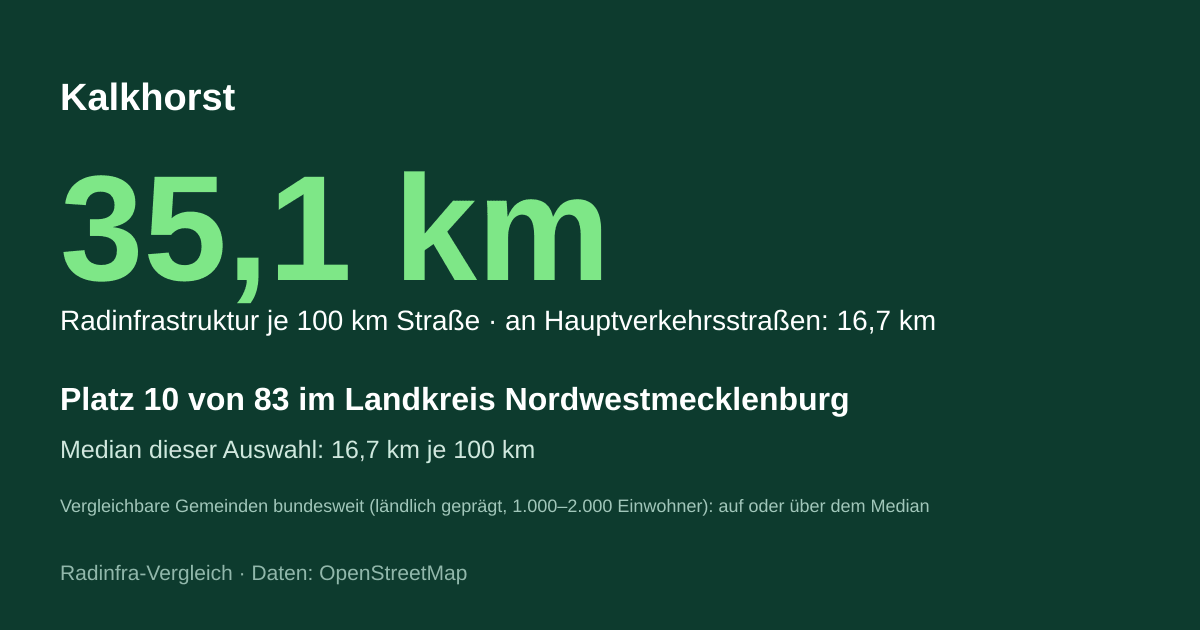 Kalkhorst
35,1 km
Radinfrastruktur je 100 km Straße · an Hauptverkehrsstraßen: 16,7 km
Platz 10 von 83 im Landkreis Nordwestmecklenburg
Median dieser Auswahl: 16,7 km je 100 km
Vergleichbare Gemeinden bundesweit (ländlich geprägt, 1.000–2.000 Einwohner): auf oder über dem Median
Radinfra-Vergleich · Daten: OpenStreetMap